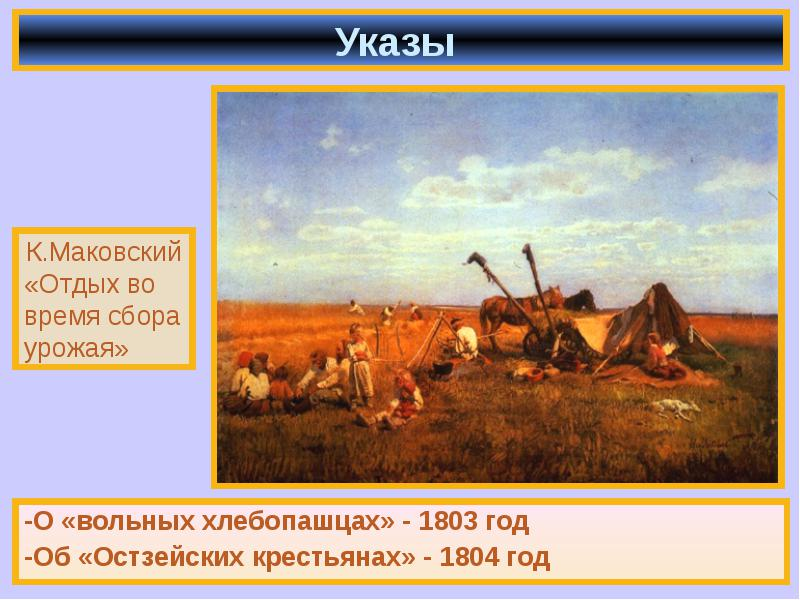 Указы
К.Маковский
«Отдых во
время сбора
урожая»
-О «вольных хлебопашцах» - 1803 год
-Об «Остзейских крестьянах» - 1804 год